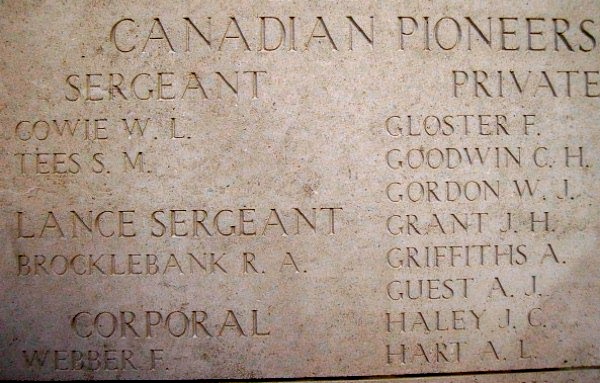 CANADIAN PIONEERS
SERGEANT
COWIE W. L.
TEES S. M.
LANCE SERGEANT
BROCKLEBANK R. A.
CORPORAL
WEBBER F.
PRIVATE
GLOSTER F.
GOODWIN C. H.
GORDON W. J.
GRANT J. H.
GRIFFITHS A.
GUEST A. J.
HALEY J. C.
HART A. L.